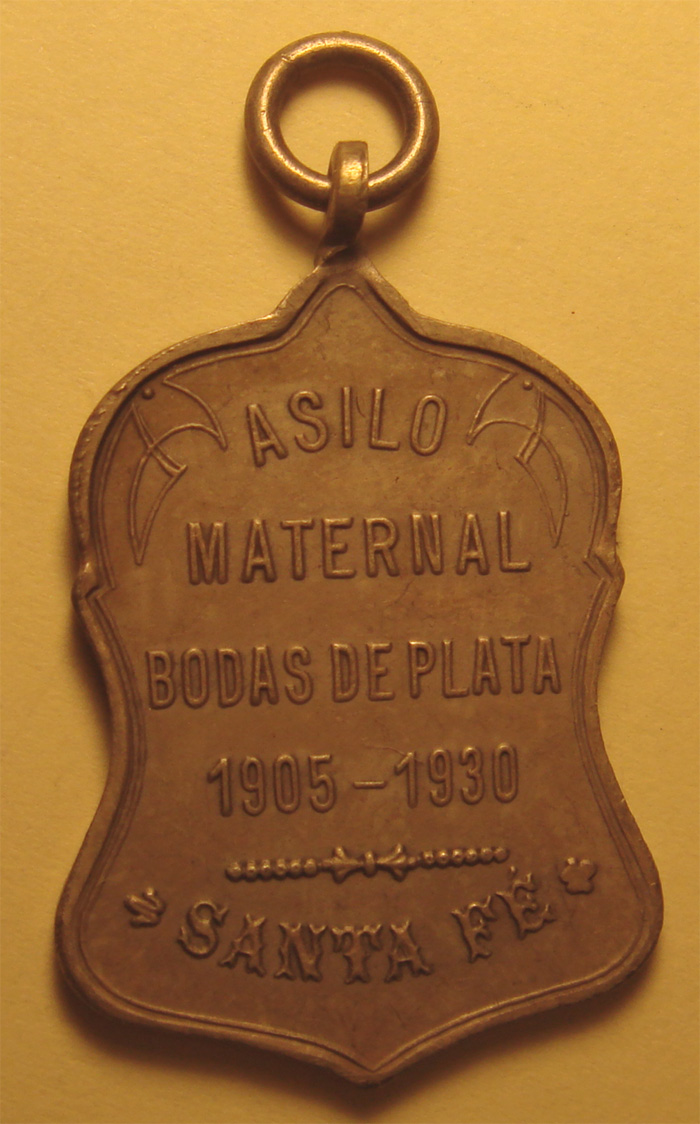 ASILO
MATERNAL
BODAS DE PLATA
1905 - 1930
SANTA FÉ